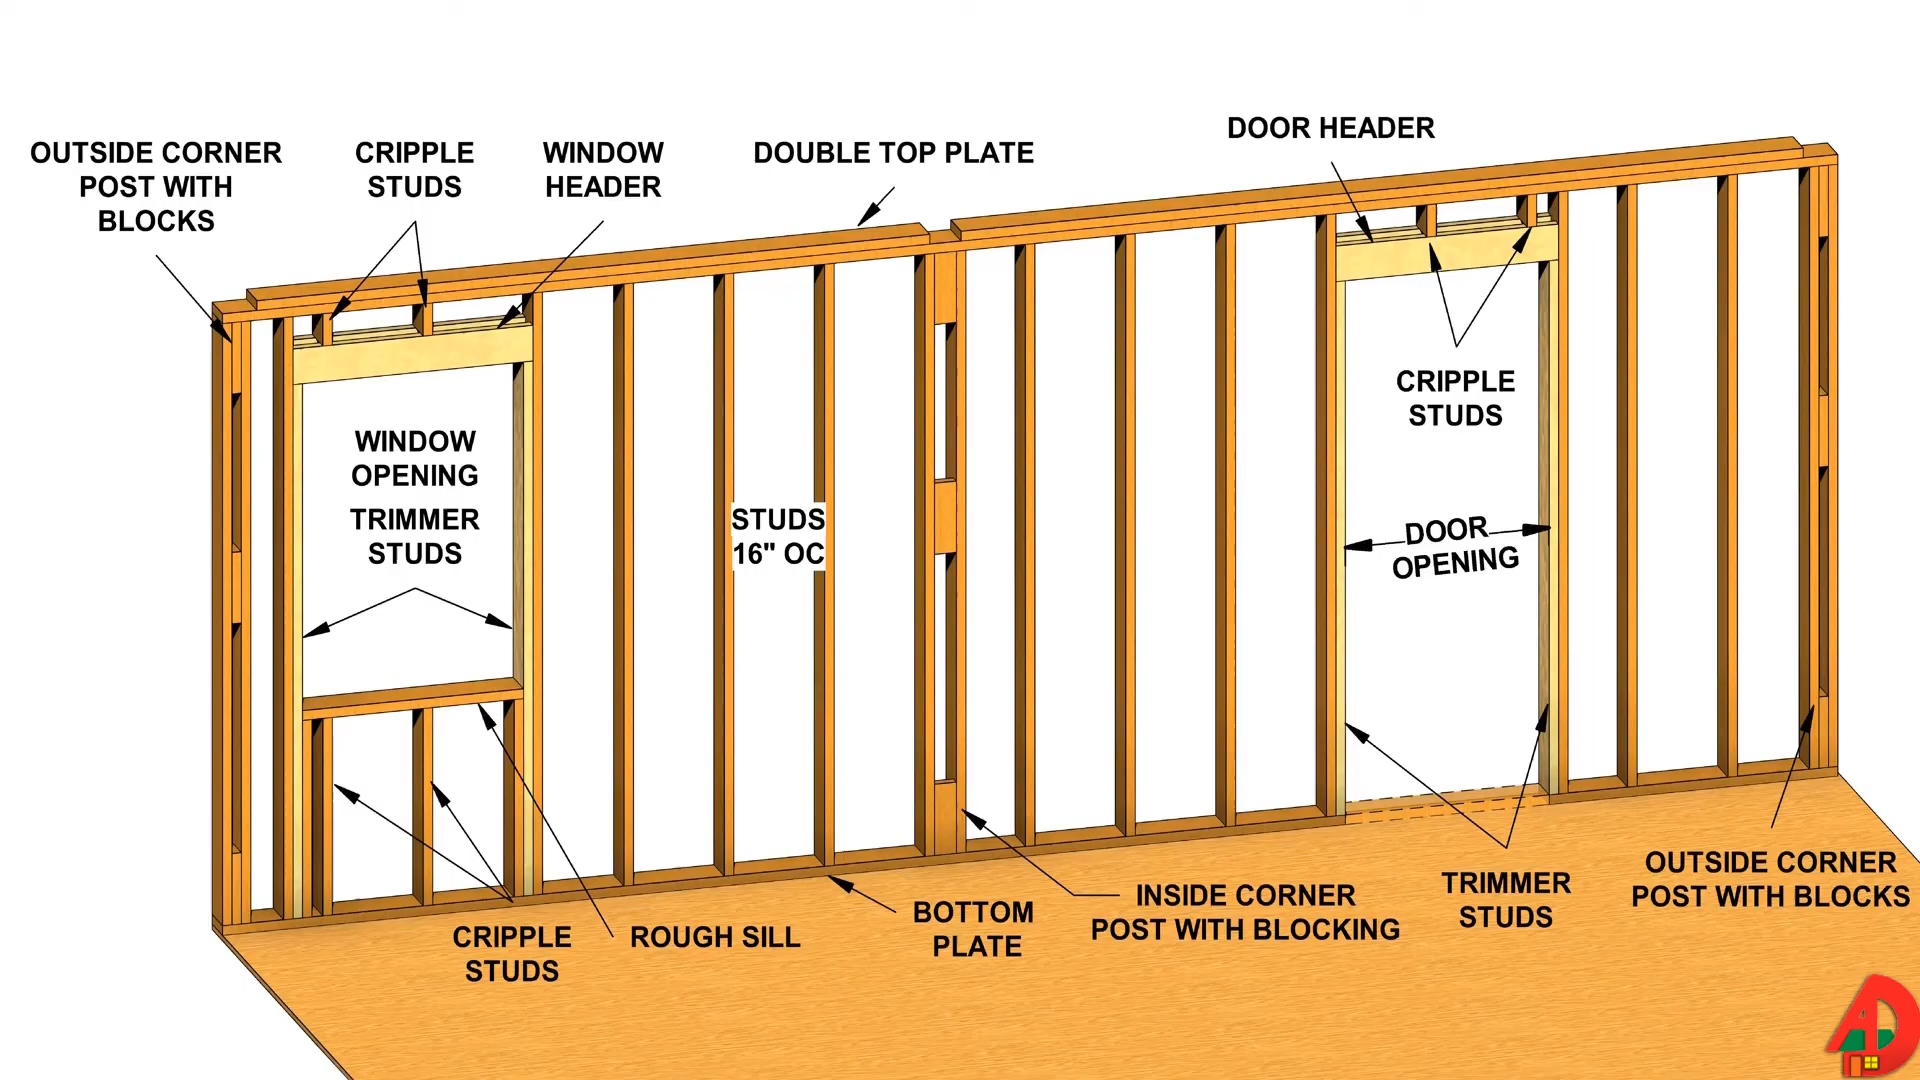 DOOR HEADER
OUTSIDE CORNER
POST WITH
BLOCKS
CRIPPLE
STUDS
WINDOW
HEADER
DOUBLE TOP PLATE
CRIPPLE
STUDS
WINDOW
OPENING
TRIMMER
STUDS
STUDS
16" OC
DOOR
OPENING
OUTSIDE CORNER
POST WITH BLOCKS
TRIMMER
STUDS
INSIDE CORNER
POST WITH BLOCKING
BOTTOM
PLATE
ROUGH SILL
CRIPPLE
STUDS
AD